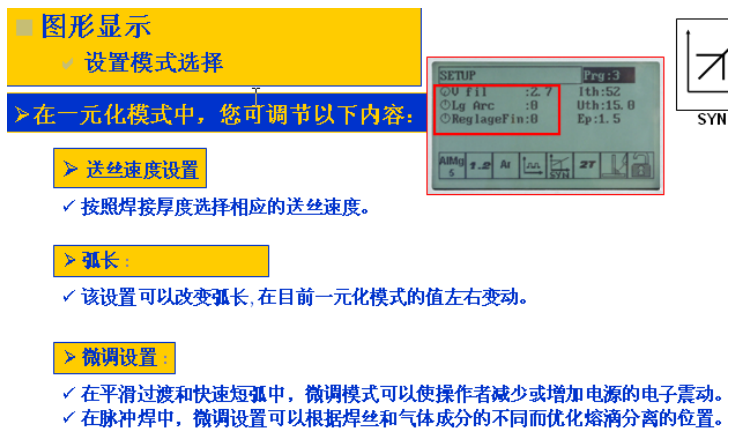 图形显示
设置模式选择
➢在一元化模式中，您可调节以下内容：
SETUP Prg:3
V fil :2.7 Ith:52
Lg Arc :0 Uth:15.0
ReglageFin:0 Ep:1.5
AlMg 5 1.2 Ar SYN 2T
SYN
➢ 送丝速度设置
✓ 按照焊接厚度选择相应的送丝速度。
➢ 弧长：
✓ 该设置可以改变弧长,在目前一元化模式的值左右变动。
➢ 微调设置：
✓ 在平滑过渡和快速短弧中，微调模式可以使操作者减少或增加电源的电子震动。
✓ 在脉冲焊中，微调设置可以根据焊丝和气体成分的不同而优化熔滴分离的位置。